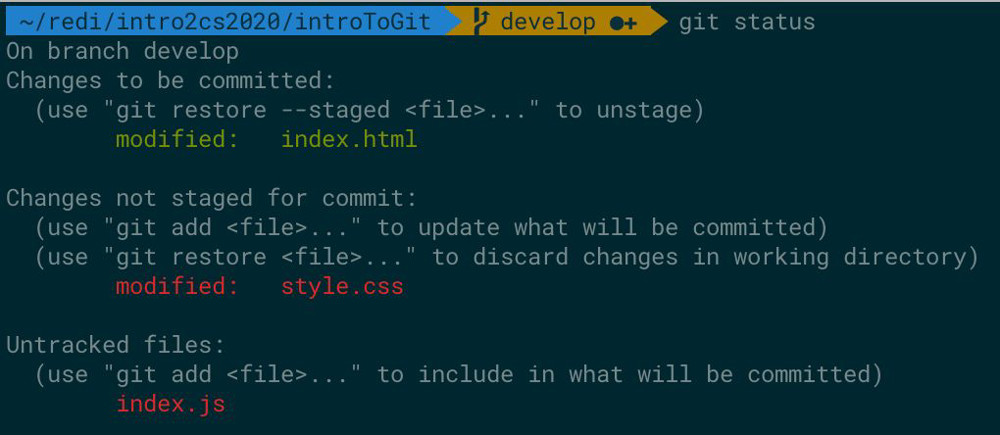 ~/redi/intro2cs2020/introToGit develop ●+ git status
On branch develop
Changes to be committed:
  (use "git restore --staged <file>..." to unstage)
        modified:   index.html

Changes not staged for commit:
  (use "git add <file>..." to update what will be committed)
  (use "git restore <file>..." to discard changes in working directory)
        modified:   style.css

Untracked files:
  (use "git add <file>..." to include in what will be committed)
        index.js